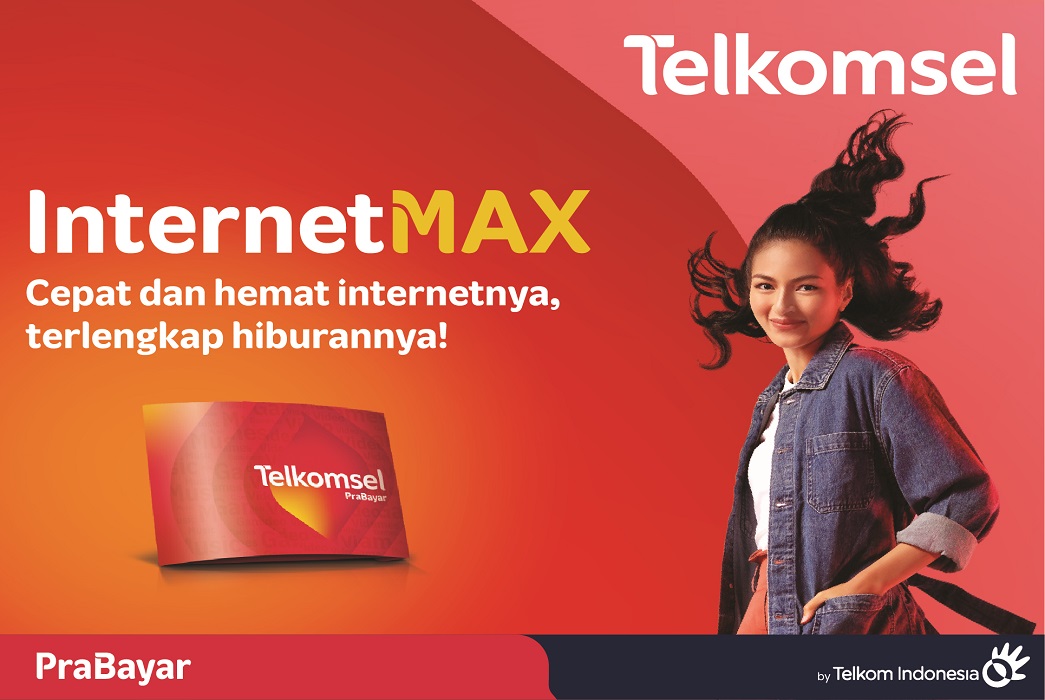 Telkomsel
InternetMAX
Cepat dan hemat internetnya,
terlengkap hiburannya!
Telkomsel
PraBayar
PraBayar
by Telkom Indonesia